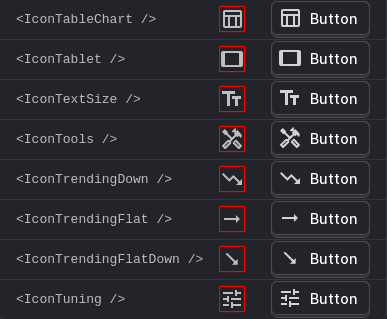 <IconTableChart /> Button
<IconTablet /> Button
<IconTextSize /> Button
<IconTools /> Button
<IconTrendingDown /> Button
<IconTrendingFlat /> Button
<IconTrendingFlatDown /> Button
<IconTuning /> Button